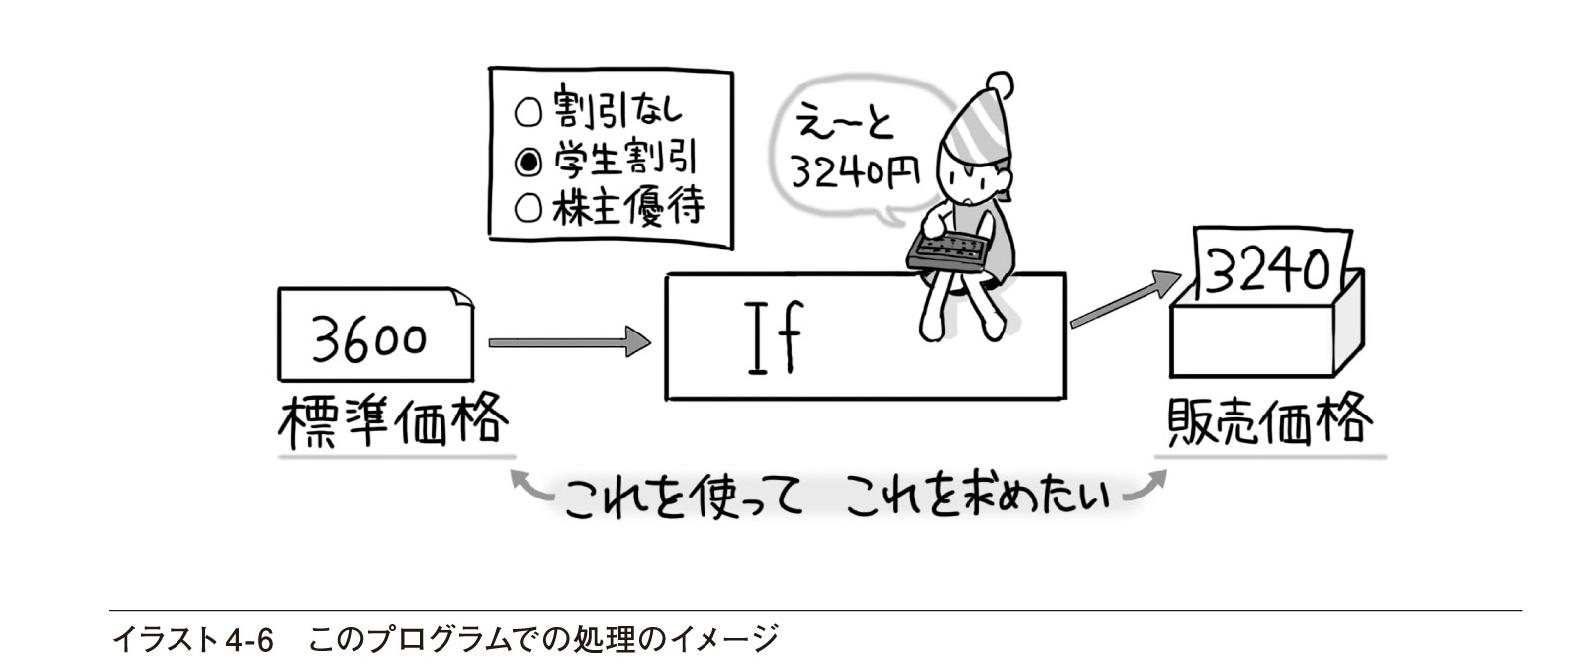 割引なし
学生割引
株主優待
え〜と
3240円
3600
標準価格
If
3240
販売価格
これを使って これを求めたい
イラスト4-6 このプログラムでの処理のイメージ